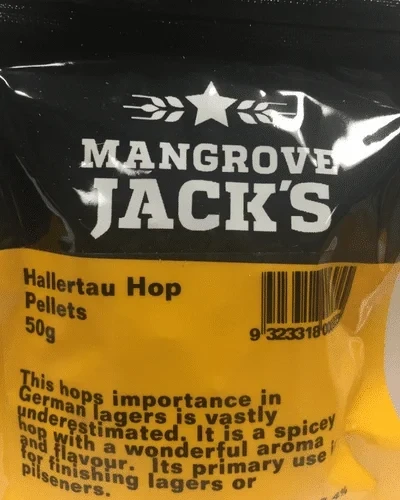 MANGROVE
JACK'S
Hallertau Hop
Pellets
50g
9 323318
This hops importance in
German lagers is vastly
underestimated. It is a spicey
hop with a wonderful aroma
and flavour. Its primary use
for finishing lagers or
pilseners.